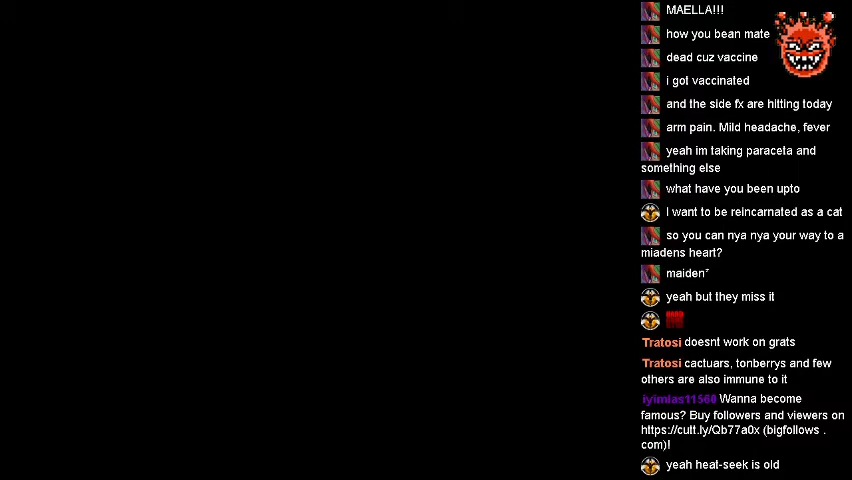 MAELLA!!!
how you bean mate
dead cuz vaccine
i got vaccinated
and the side fx are hitting today
arm pain. Mild headache, fever
yeah im taking paraceta and
something else
what have you been upto
I want to be reincarnated as a cat
so you can nya nya your way to a
miadens heart?
maiden*
yeah but they miss it
HARD
Tratosi doesnt work on grats
Tratosi cactuars, tonberrys and few
others are also immune to it
iyimlas11560 Wanna become
famous? Buy followers and viewers on
https://cutt.ly/Qb77a0x (bigfollows .
com)!
yeah heat-seek is old